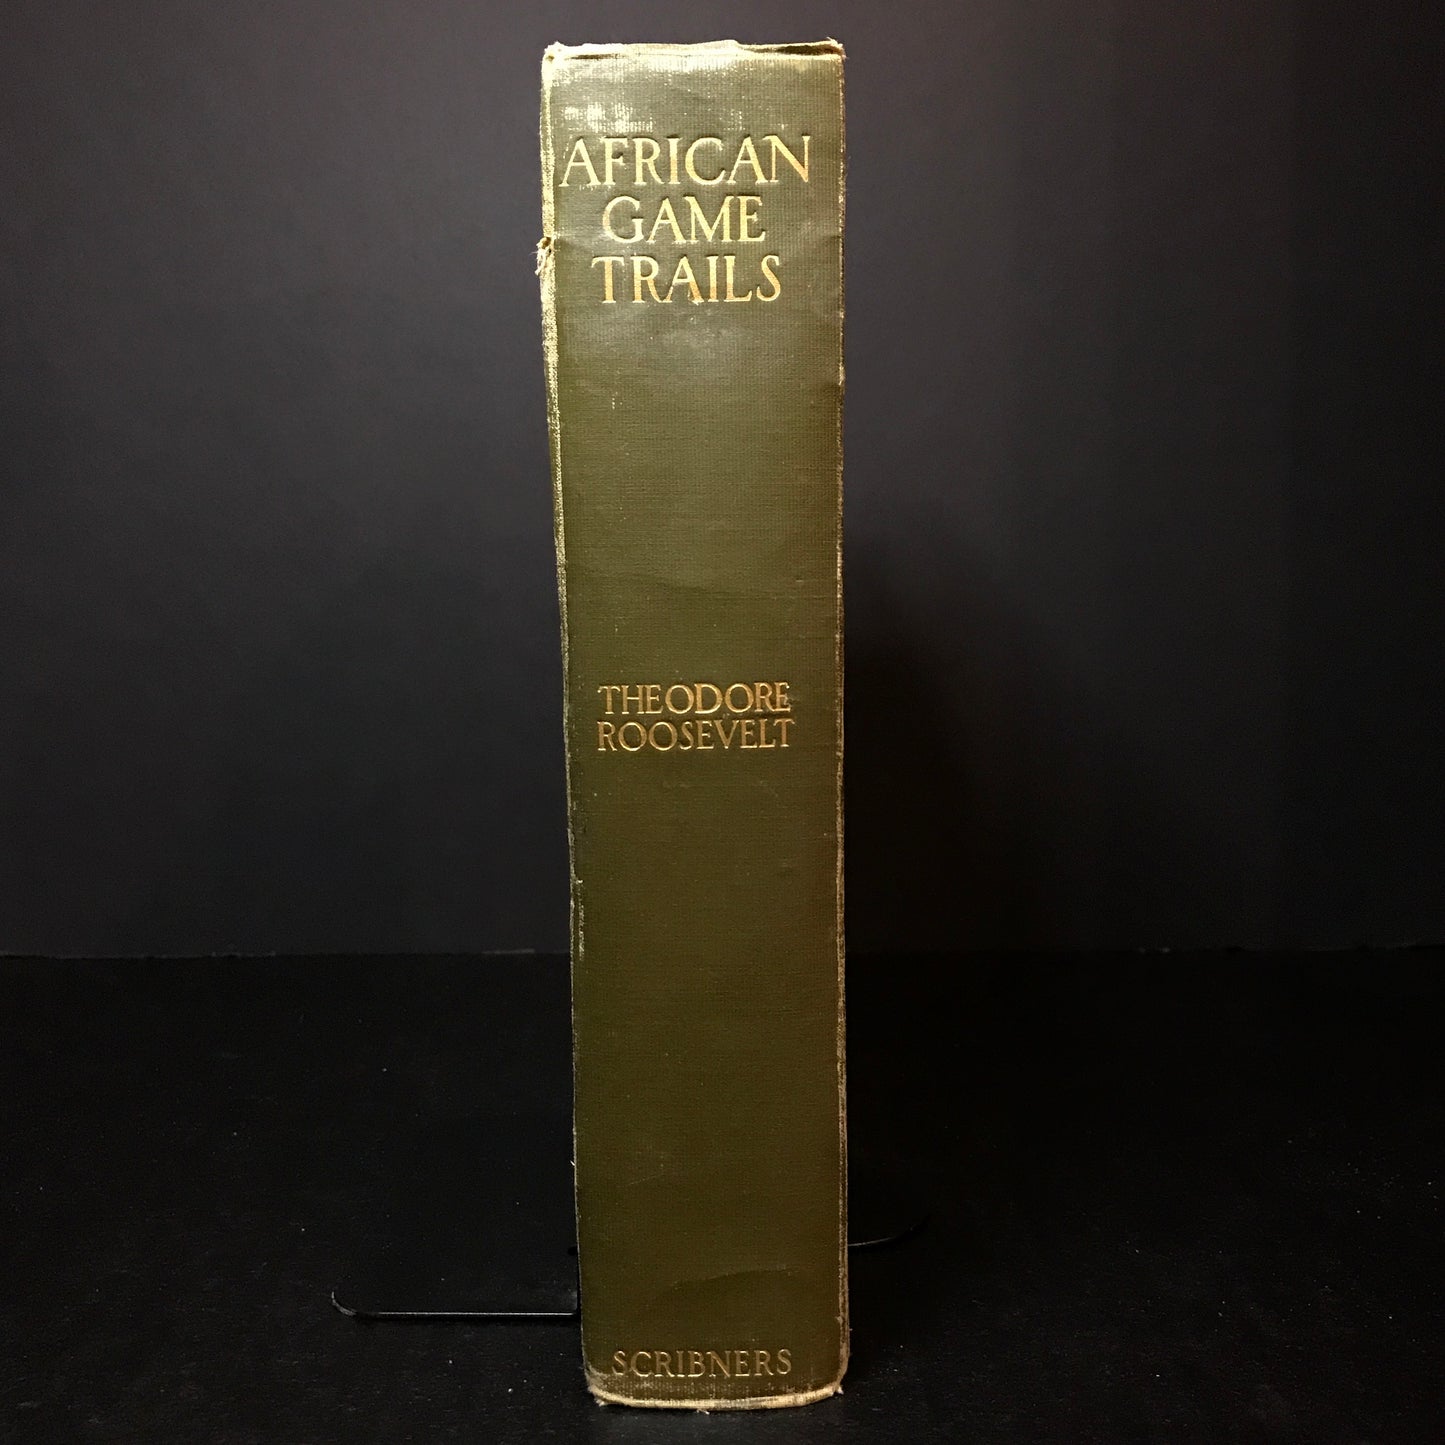 AFRICAN
GAME
TRAILS
THEODORE
ROOSEVELT
SCRIBNERS